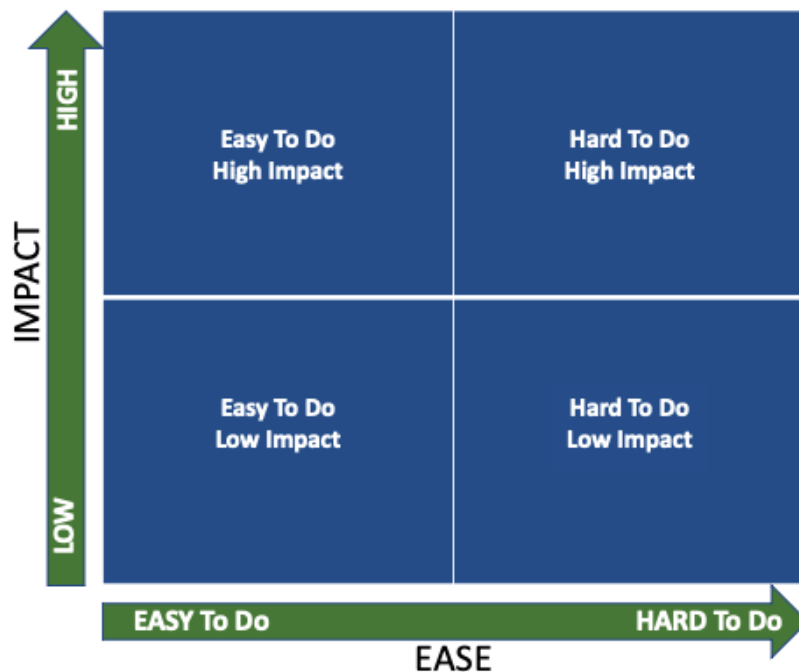 HIGH
Easy To Do
High Impact
Hard To Do
High Impact
IMPACT
Easy To Do
Low Impact
Hard To Do
Low Impact
LOW
EASY To Do
HARD To Do
EASE